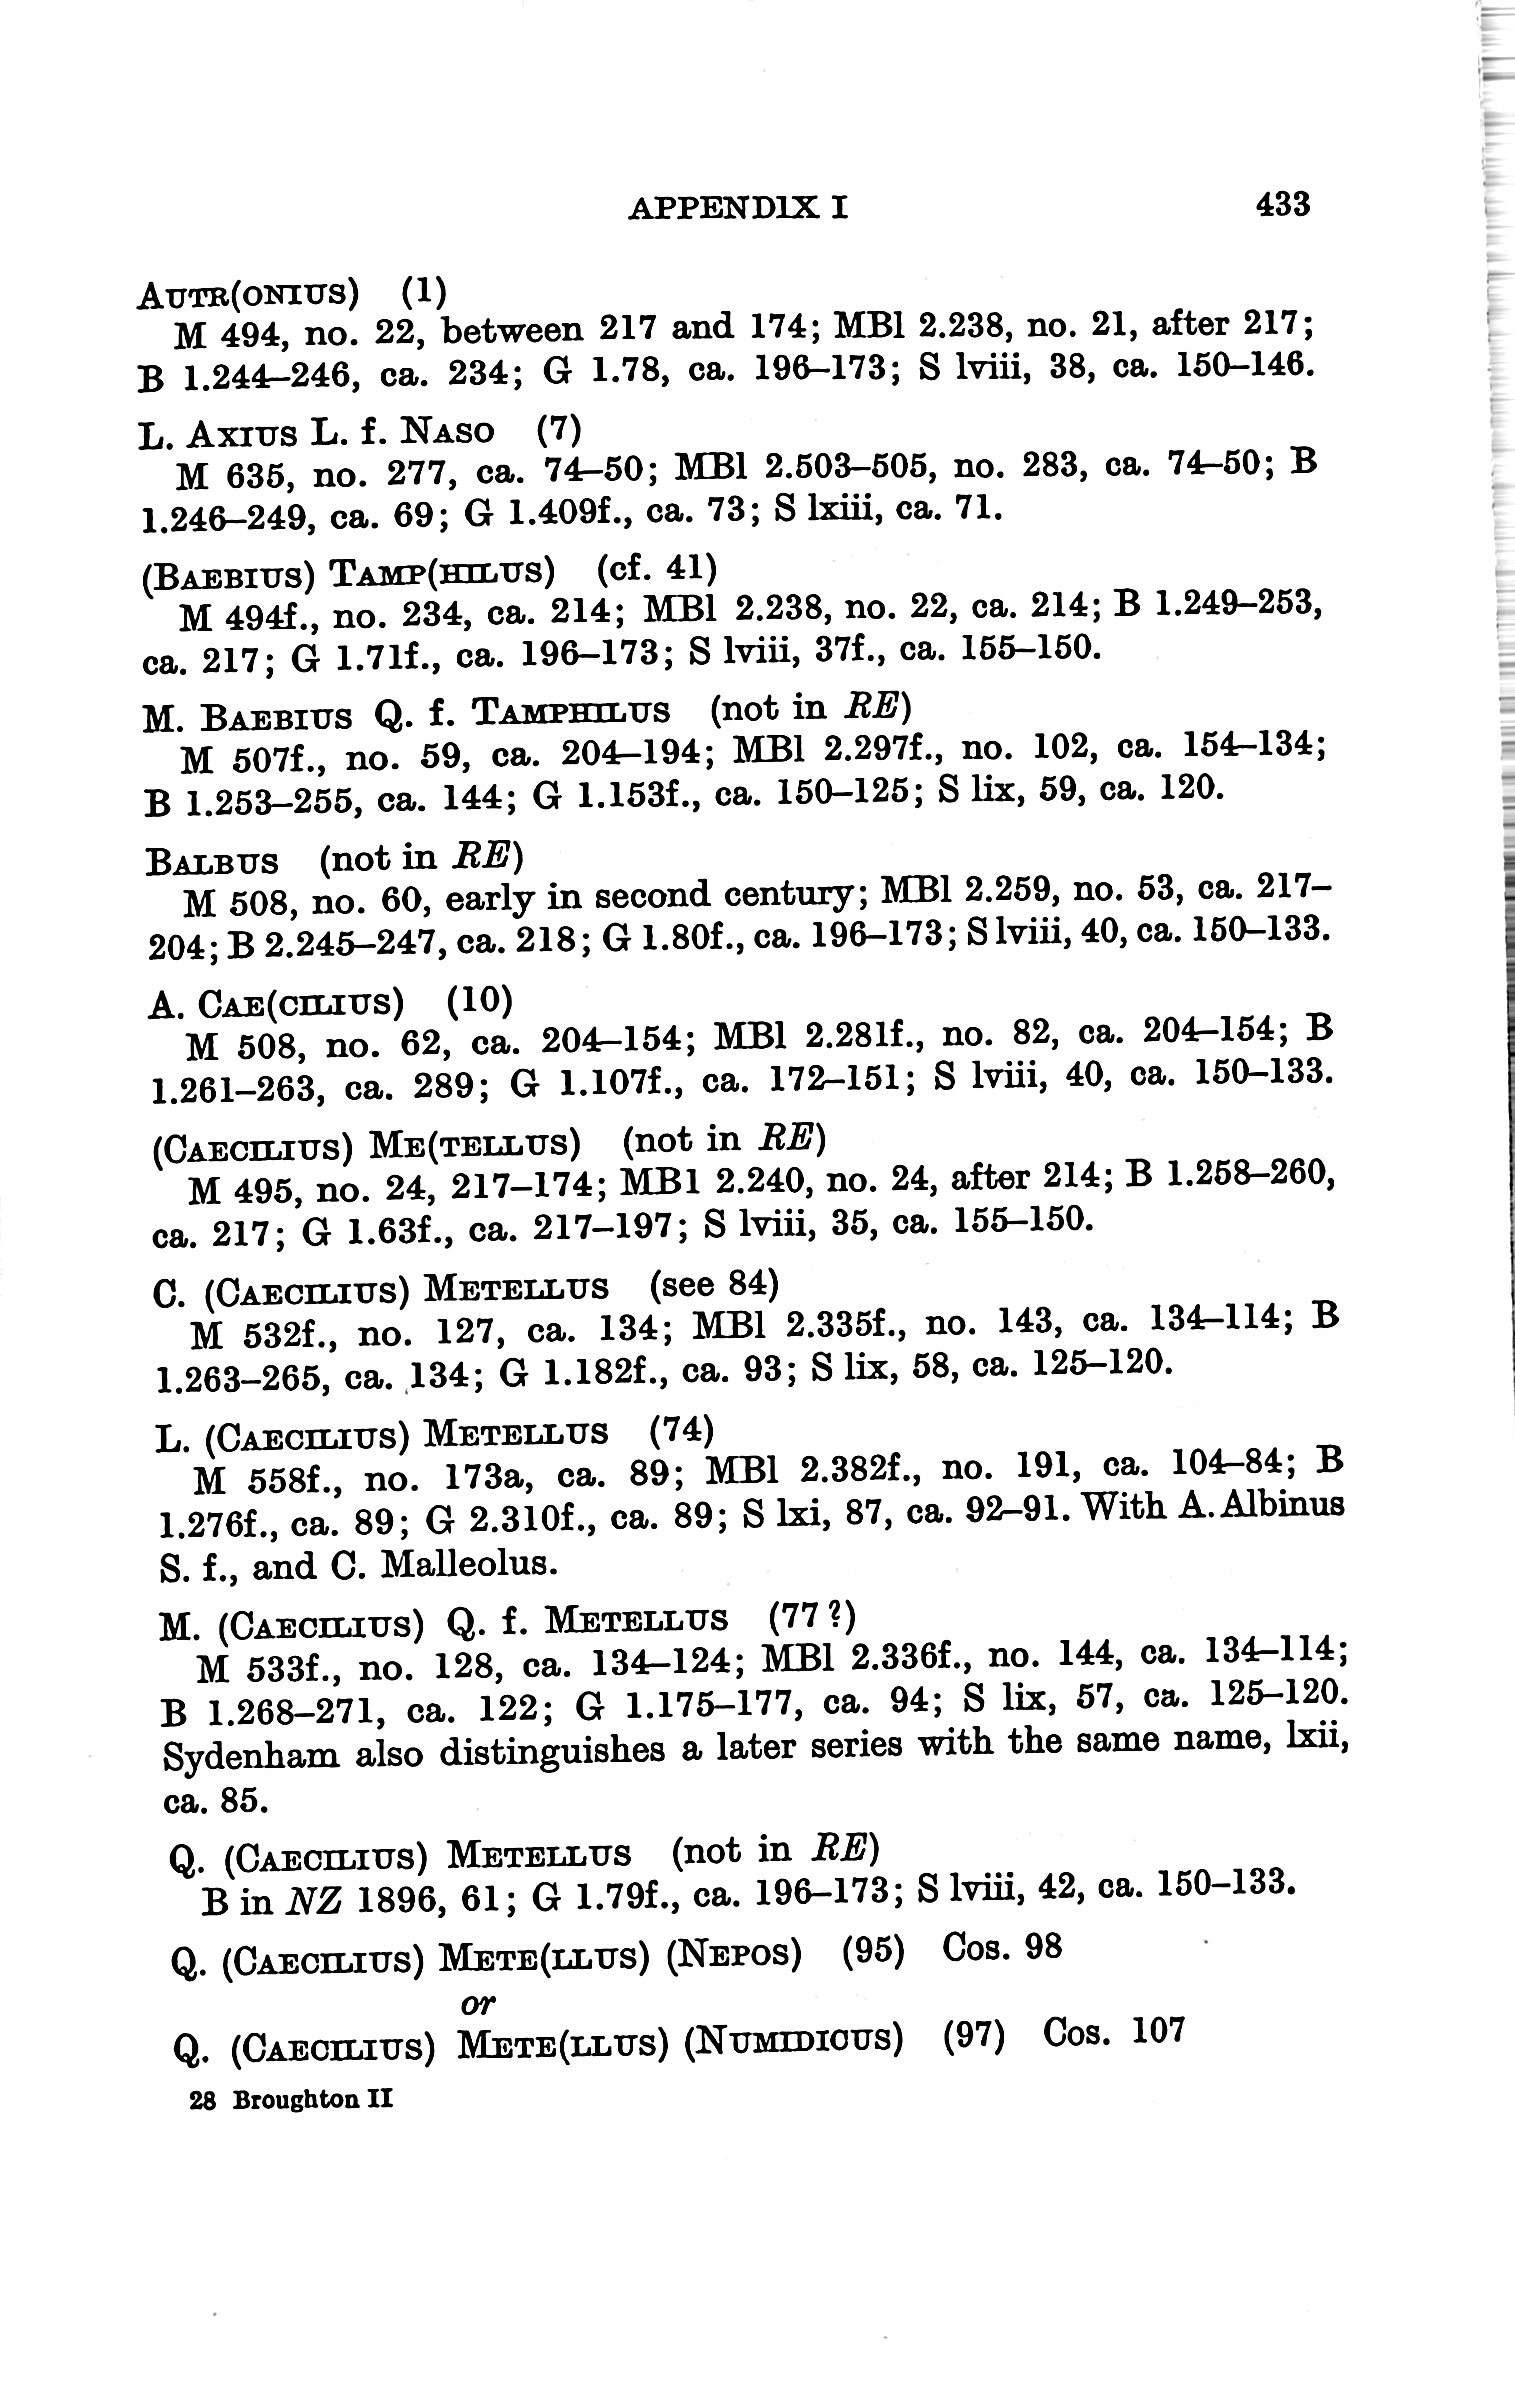 APPENDIX I 433
AUTR(ONIUS) (1)
M 494, no. 22, between 217 and 174; MBl 2.238, no. 21, after 217;
B 1.244–246, ca. 234; G 1.78, ca. 196–173; S lviii, 38, ca. 150–146.
L. AXIUS L. f. NASO (7)
M 635, no. 277, ca. 74–50; MBl 2.503–505, no. 283, ca. 74–50; B
1.246–249, ca. 69; G 1.409f., ca. 73; S lxiii, ca. 71.
(BAEBIUS) TAMP(HILUS) (cf. 41)
M 494f., no. 234, ca. 214; MBl 2.238, no. 22, ca. 214; B 1.249–253,
ca. 217; G 1.71f., ca. 196–173; S lviii, 37f., ca. 155–150.
M. BAEBIUS Q. f. TAMPHILUS (not in RE)
M 507f., no. 59, ca. 204–194; MBl 2.297f., no. 102, ca. 154–134;
B 1.253–255, ca. 144; G 1.153f., ca. 150–125; S lix, 59, ca. 120.
BALBUS (not in RE)
M 508, no. 60, early in second century; MBl 2.259, no. 53, ca. 217–
204; B 2.245–247, ca. 218; G 1.80f., ca. 196–173; S lviii, 40, ca. 150–133.
A. CAE(CILIUS) (10)
M 508, no. 62, ca. 204–154; MBl 2.281f., no. 82, ca. 204–154; B
1.261–263, ca. 289; G 1.107f., ca. 172–151; S lviii, 40, ca. 150–133.
(CAECILIUS) ME(TELLUS) (not in RE)
M 495, no. 24, 217–174; MBl 2.240, no. 24, after 214; B 1.258–260,
ca. 217; G 1.63f., ca. 217–197; S lviii, 35, ca. 155–150.
C. (CAECILIUS) METELLUS (see 84)
M 532f., no. 127, ca. 134; MBl 2.335f., no. 143, ca. 134–114; B
1.263–265, ca. 134; G 1.182f., ca. 93; S lix, 58, ca. 125–120.
L. (CAECILIUS) METELLUS (74)
M 558f., no. 173a, ca. 89; MBl 2.382f., no. 191, ca. 104–84; B
1.276f., ca. 89; G 2.310f., ca. 89; S lxi, 87, ca. 92–91. With A. Albinus
S. f., and C. Malleolus.
M. (CAECILIUS) Q. f. METELLUS (77?)
M 533f., no. 128, ca. 134–124; MBl 2.336f., no. 144, ca. 134–114;
B 1.268–271, ca. 122; G 1.175–177, ca. 94; S lix, 57, ca. 125–120.
Sydenham also distinguishes a later series with the same name, lxii,
ca. 85.
Q. (CAECILIUS) METELLUS (not in RE)
B in NZ 1896, 61; G 1.79f., ca. 196–173; S lviii, 42, ca. 150–133.
Q. (CAECILIUS) METE(LLUS) (NEPOS) (95) Cos. 98
or
Q. (CAECILIUS) METE(LLUS) (NUMIDICUS) (97) Cos. 107
28 Broughton II